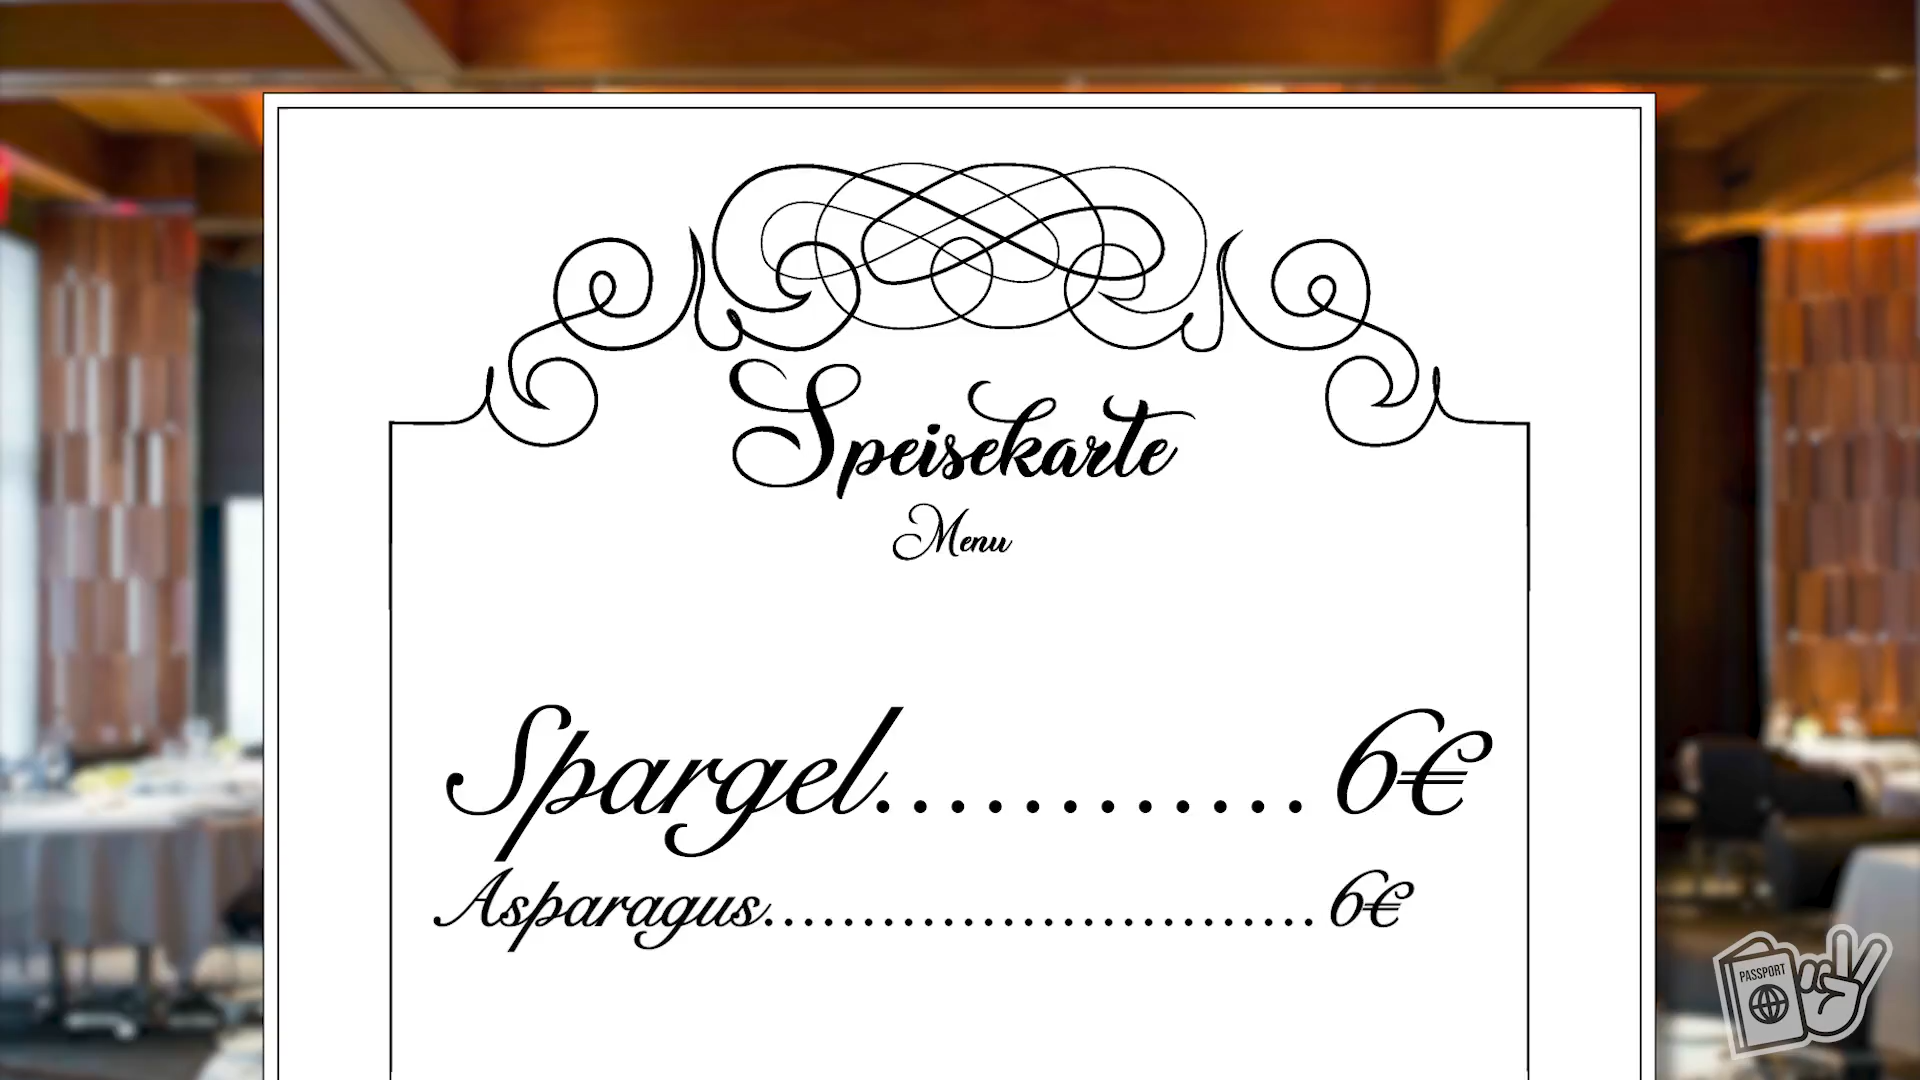 Speisekarte
Menu
Spargel............ 6€
Asparagus............................ 6€
PASSPORT